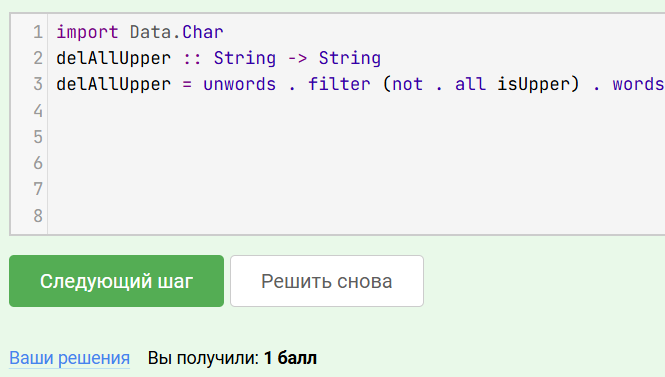 1 import Data.Char
2 delAllUpper :: String -> String
3 delAllUpper = unwords . filter (not . all isUpper) . words
4
5
6
7
8
Следующий шаг Решить снова
Ваши решения Вы получили: 1 балл